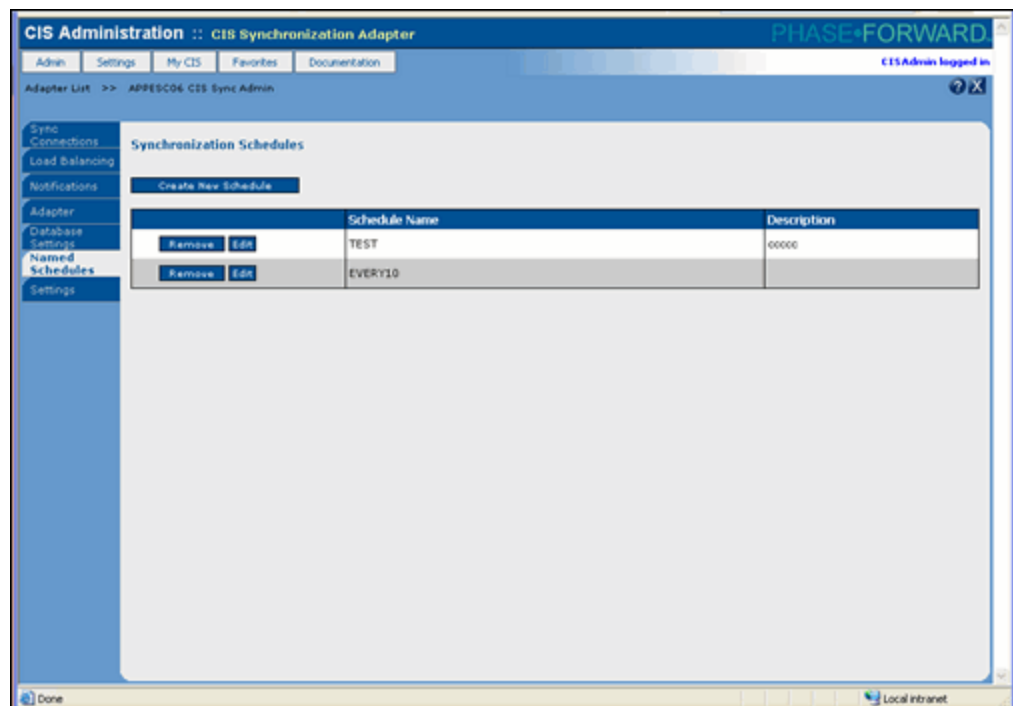 CIS Administration :: CIS Synchronization Adapter
PHASE•FORWARD.
Admin Settings My CIS Favorites Documentation
CISAdmin logged in
Adapter List >> APPESC06 CIS Sync Admin
? X
Sync Connections
Load Balancing
Notifications
Adapter
Database Settings
Named Schedules
Settings
Synchronization Schedules
Create New Schedule
Schedule Name Description
Remove Edit TEST ccccc
Remove Edit EVERY10
Done
Local intranet